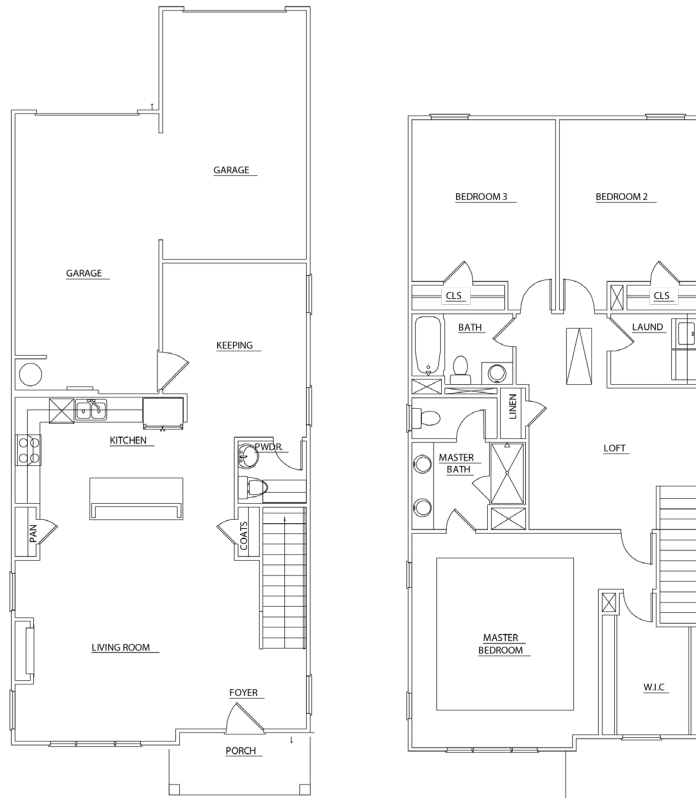 GARAGE
GARAGE
KEEPING
KITCHEN
PWDR.
PAN
COATS
LIVING ROOM
FOYER
PORCH
BEDROOM 3
BEDROOM 2
CLS
CLS
BATH
LAUND
LINEN
MASTER
BATH
LOFT
MASTER
BEDROOM
W.I.C